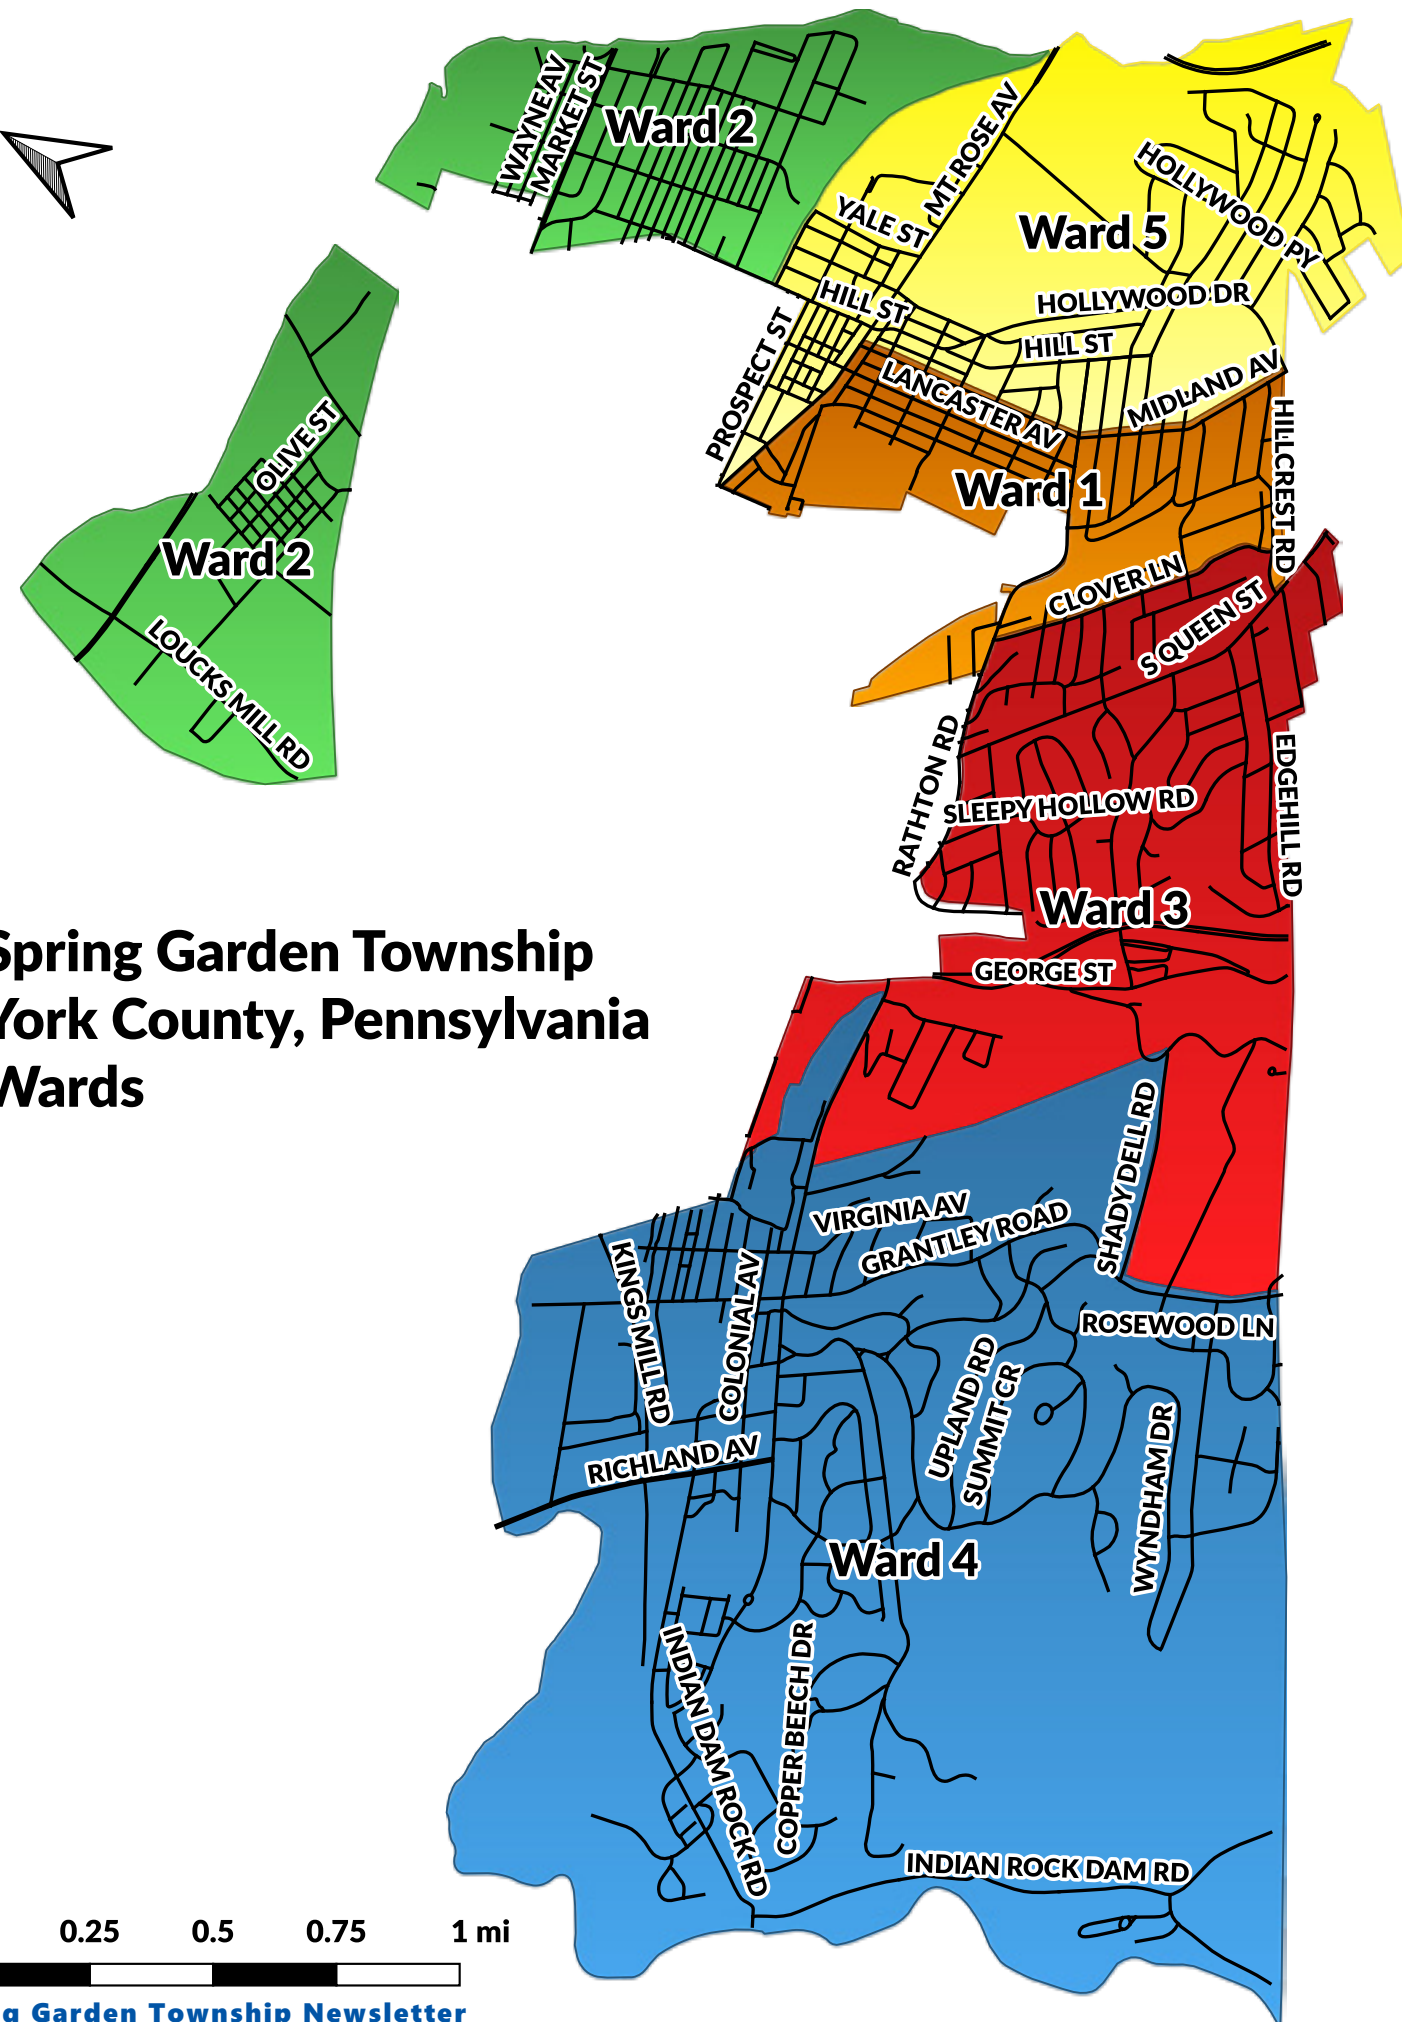 WAYNE AV
MARKET ST
Ward 2
MT ROSE AV
HOLLYWOOD PY
YALE ST
Ward 5
HILL ST
HOLLYWOOD DR
HILL ST
PROSPECT ST
LANCASTER AV
MIDLAND AV
HILLCREST RD
OLIVE ST
Ward 1
Ward 2
CLOVER LN
S QUEEN ST
LOUCKS MILL RD
RATHTON RD
EDGEHILL RD
SLEEPY HOLLOW RD
Ward 3
GEORGE ST
Spring Garden Township
York County, Pennsylvania
Wards
SHADY DELL RD
VIRGINIA AV
GRANTLEY ROAD
KINGS MILL RD
COLONIAL AV
ROSEWOOD LN
UPLAND RD
SUMMIT CR
WYNDHAM DR
RICHLAND AV
Ward 4
INDIAN DAM ROCK RD
COPPER BEECH DR
INDIAN ROCK DAM RD
0.25 0.5 0.75 1 mi
g Garden Township Newsletter